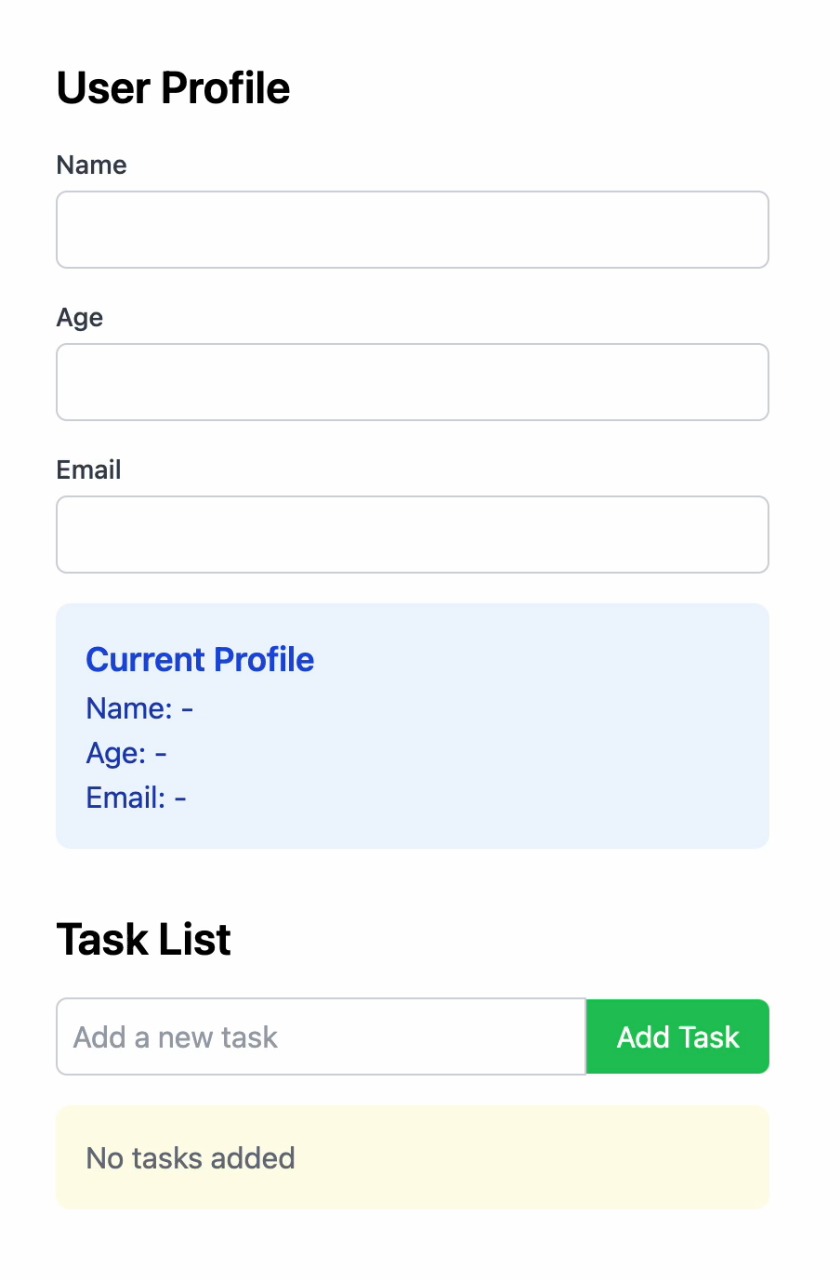 User Profile
Name
Age
Email
Current Profile
Name: -
Age: -
Email: -
Task List
Add a new task
Add Task
No tasks added